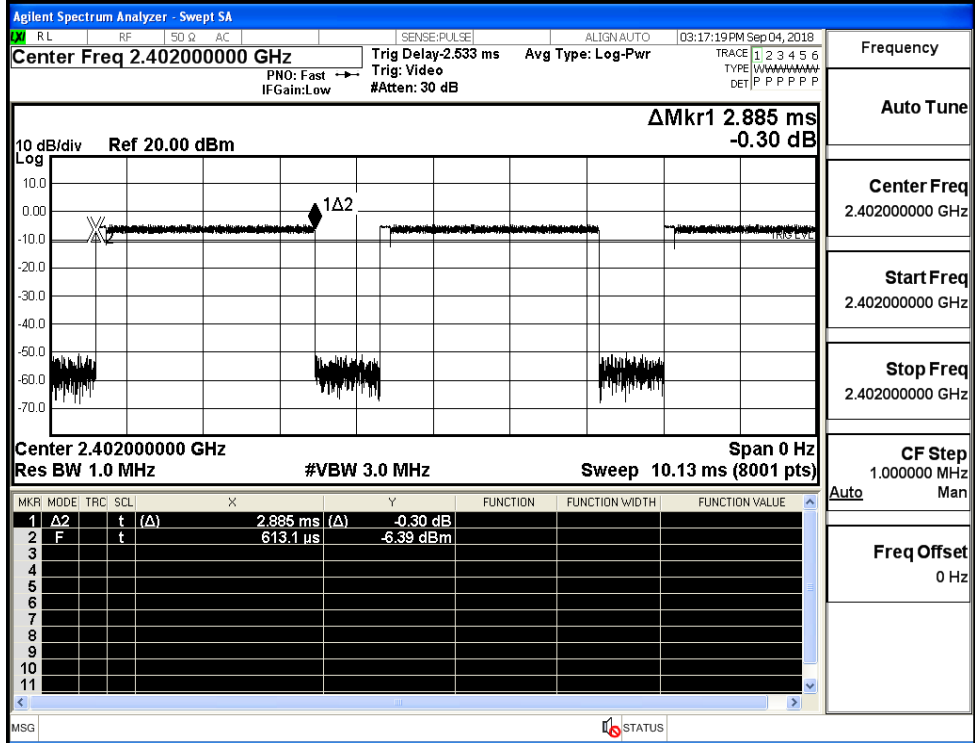 Agilent Spectrum Analyzer - Swept SA
LXI RL RF 50 Ω AC SENSE:PULSE ALIGN AUTO 03:17:19 PM Sep 04, 2018
Center Freq 2.402000000 GHz
PNO: Fast
IFGain:Low
Trig Delay-2.533 ms
Trig: Video
#Atten: 30 dB
Avg Type: Log-Pwr
TRACE 1 2 3 4 5 6
TYPE WWWWWW
DET P P P P P P
ΔMkr1 2.885 ms
-0.30 dB
10 dB/div Ref 20.00 dBm
Log
10.0
0.00
-10.0
-20.0
-30.0
-40.0
-50.0
-60.0
-70.0
1Δ2
2
TRIG LVL
Center 2.402000000 GHz Span 0 Hz
Res BW 1.0 MHz #VBW 3.0 MHz Sweep 10.13 ms (8001 pts)
MKR MODE TRC SCL X Y FUNCTION FUNCTION WIDTH FUNCTION VALUE
1 Δ2 t (Δ) 2.885 ms (Δ) -0.30 dB
2 F t 613.1 µs -6.39 dBm
3
4
5
6
7
8
9
10
11
MSG STATUS
Frequency
Auto Tune
Center Freq
2.402000000 GHz
Start Freq
2.402000000 GHz
Stop Freq
2.402000000 GHz
CF Step
1.000000 MHz
Auto Man
Freq Offset
0 Hz